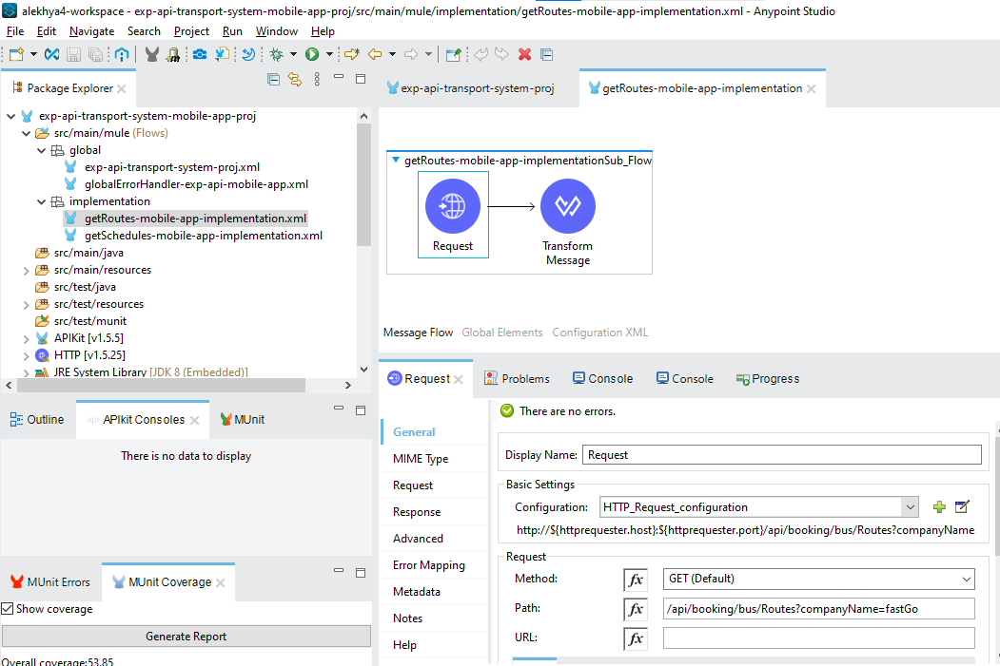 alekhya4-workspace - exp-api-transport-system-mobile-app-proj/src/main/mule/implementation/getRoutes-mobile-app-implementation.xml - Anypoint Studio
File Edit Navigate Search Project Run Window Help
Package Explorer
exp-api-transport-system-mobile-app-proj
src/main/mule (Flows)
global
exp-api-transport-system-proj.xml
globalErrorHandler-exp-api-mobile-app.xml
implementation
getRoutes-mobile-app-implementation.xml
getSchedules-mobile-app-implementation.xml
src/main/java
src/main/resources
src/test/java
src/test/resources
src/test/munit
APIKit [v1.5.5]
HTTP [v1.5.25]
JRE System Library [JDK 8 (Embedded)]
Outline
api APIkit Consoles
MUnit
There is no data to display
MUnit Errors
MUnit Coverage
Show coverage
Generate Report
Overall coverage:53.85
exp-api-transport-system-proj
getRoutes-mobile-app-implementation
getRoutes-mobile-app-implementationSub_Flow
Request
Transform
Message
Message Flow Global Elements Configuration XML
Request
Problems
Console
Console
Progress
There are no errors.
General
MIME Type
Request
Response
Advanced
Error Mapping
Metadata
Notes
Help
Display Name: Request
Basic Settings
Configuration: HTTP_Request_configuration
http://${httprequester.host}:${httprequester.port}/api/booking/bus/Routes?companyName
Request
Method: fx GET (Default)
Path: fx /api/booking/bus/Routes?companyName=fastGo
URL: fx